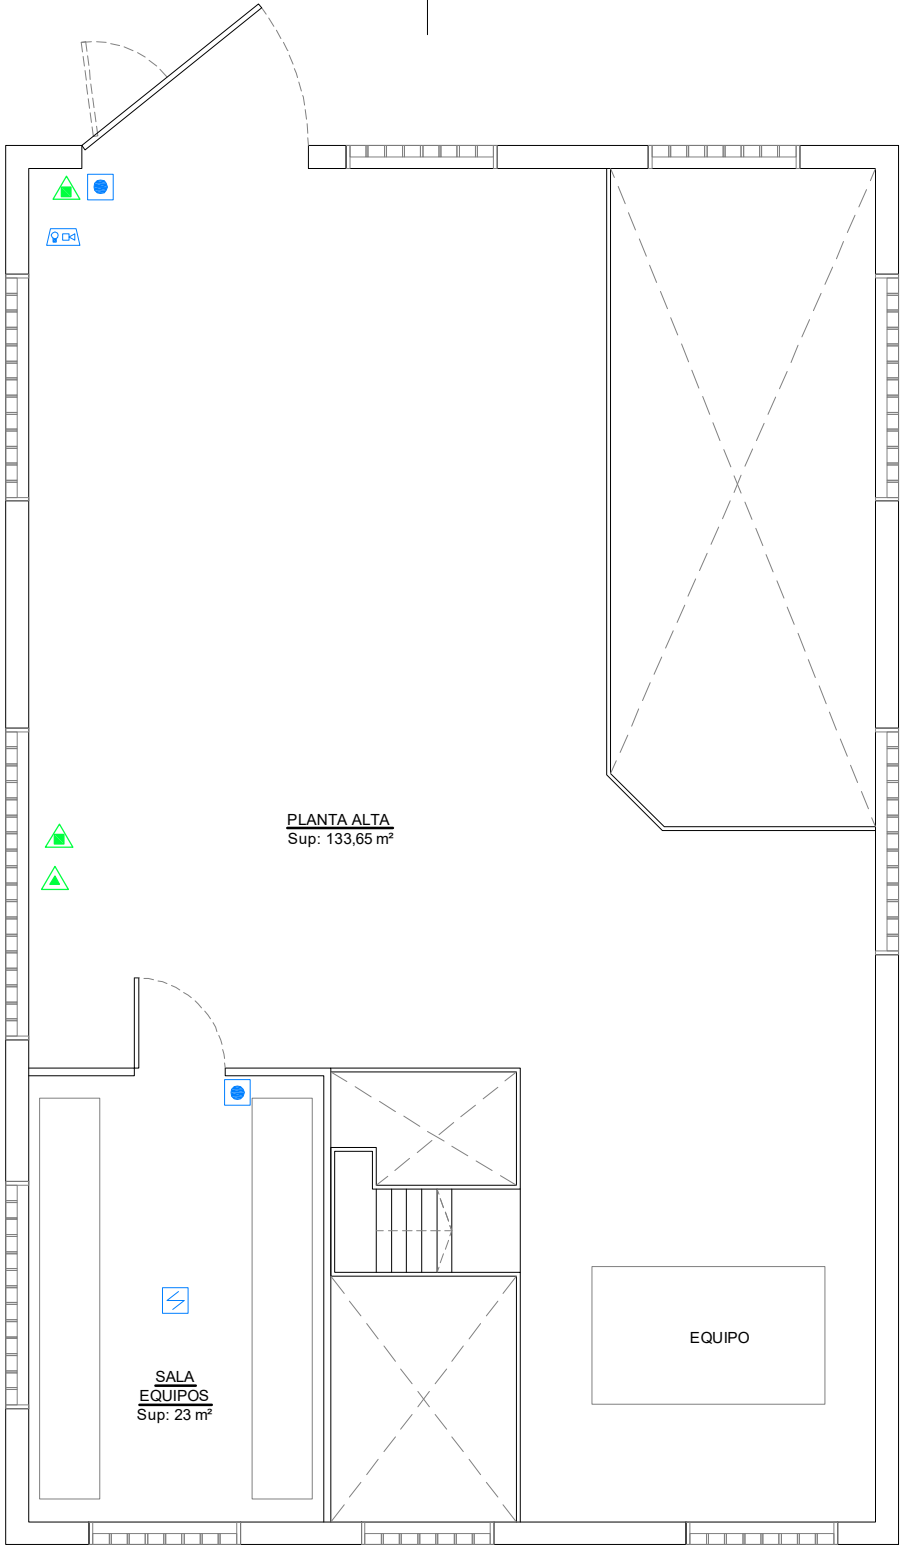 PLANTA ALTA
Sup: 133,65 m²
EQUIPO
SALA
EQUIPOS
Sup: 23 m²